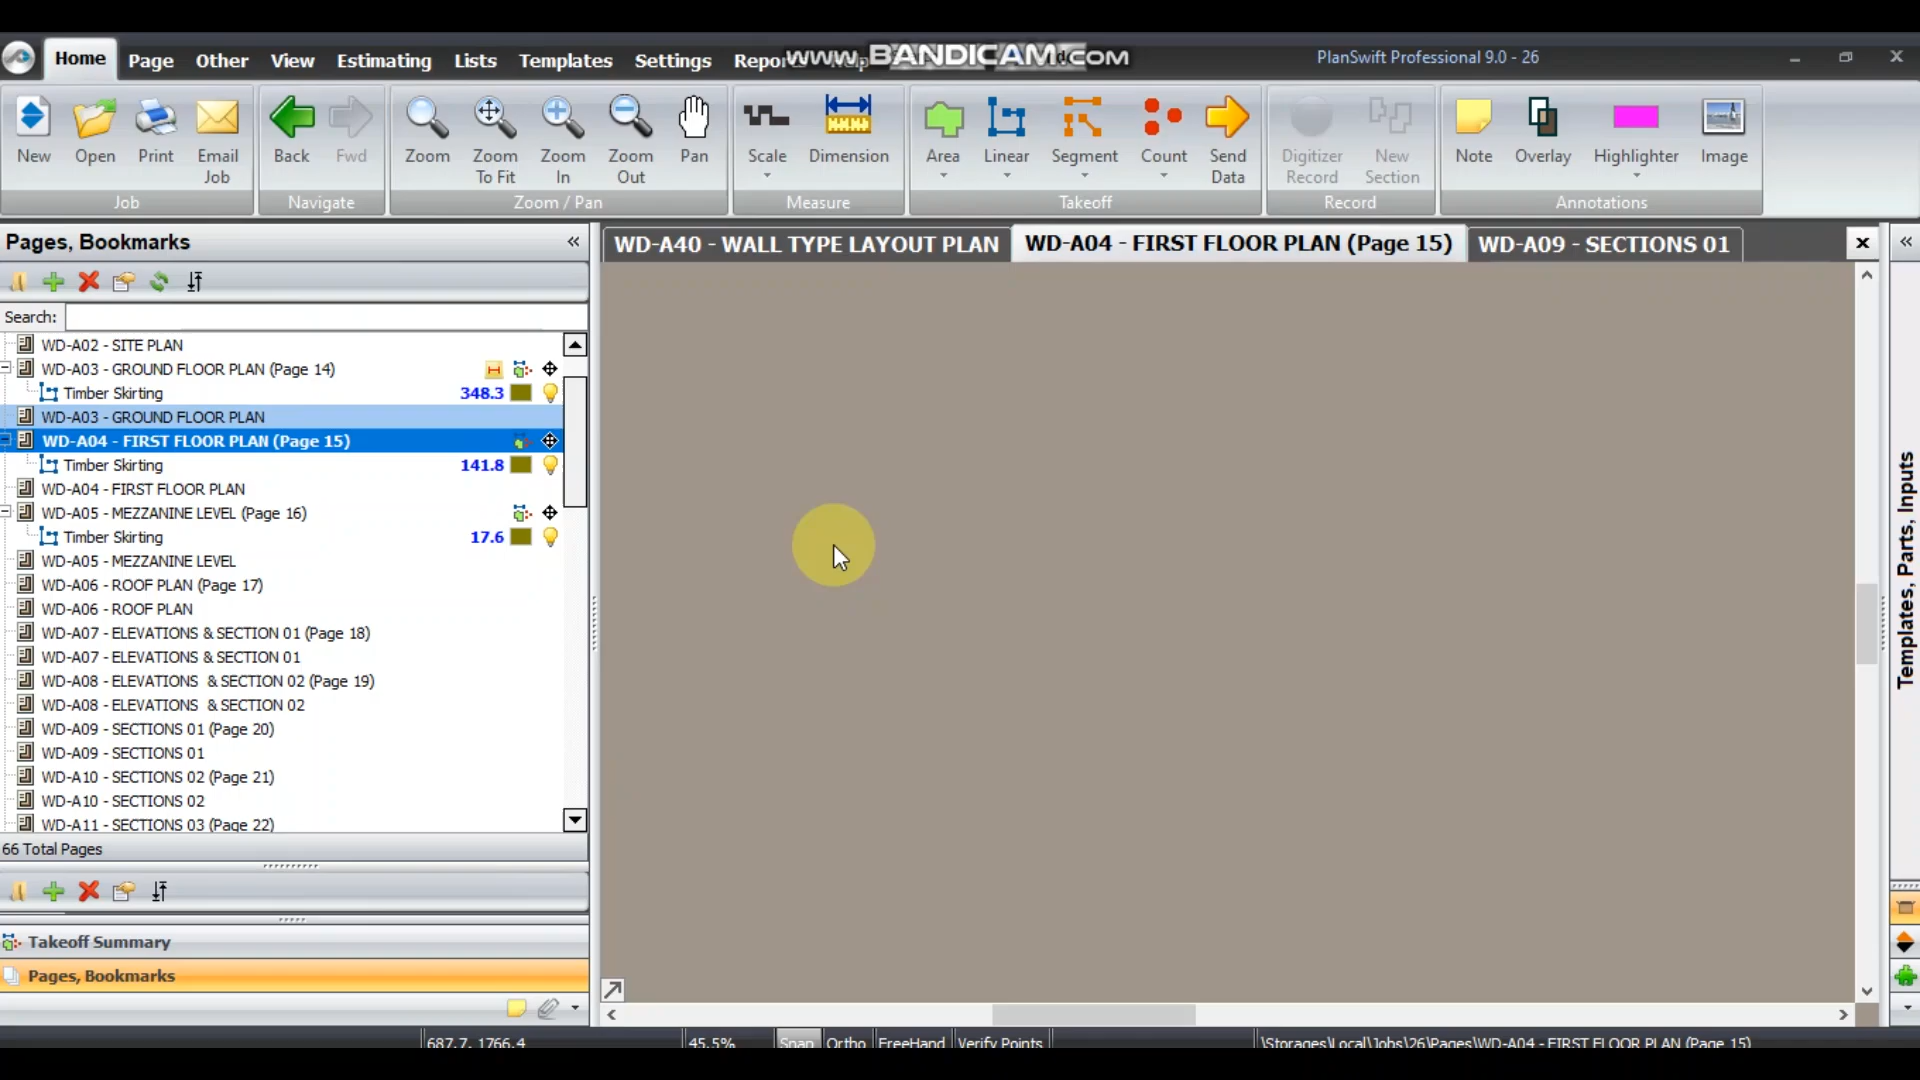 Home Page Other View Estimating Lists Templates Settings Repor
www.BANDICAM.com
PlanSwift Professional 9.0 - 26
New Open Print Email Job
Back Fwd
Zoom Zoom To Fit Zoom In Zoom Out Pan
Scale Dimension
Area Linear Segment Count Send Data
Digitizer Record New Section
Note Overlay Highlighter Image
Job Navigate Zoom / Pan Measure Takeoff Record Annotations
Pages, Bookmarks
WD-A40 - WALL TYPE LAYOUT PLAN
WD-A04 - FIRST FLOOR PLAN (Page 15)
WD-A09 - SECTIONS 01
Search:
WD-A02 - SITE PLAN
WD-A03 - GROUND FLOOR PLAN (Page 14)
Timber Skirting 348.3
WD-A03 - GROUND FLOOR PLAN
WD-A04 - FIRST FLOOR PLAN (Page 15)
Timber Skirting 141.8
WD-A04 - FIRST FLOOR PLAN
WD-A05 - MEZZANINE LEVEL (Page 16)
Timber Skirting 17.6
WD-A05 - MEZZANINE LEVEL
WD-A06 - ROOF PLAN (Page 17)
WD-A06 - ROOF PLAN
WD-A07 - ELEVATIONS & SECTION 01 (Page 18)
WD-A07 - ELEVATIONS & SECTION 01
WD-A08 - ELEVATIONS & SECTION 02 (Page 19)
WD-A08 - ELEVATIONS & SECTION 02
WD-A09 - SECTIONS 01 (Page 20)
WD-A09 - SECTIONS 01
WD-A10 - SECTIONS 02 (Page 21)
WD-A10 - SECTIONS 02
WD-A11 - SECTIONS 03 (Page 22)
66 Total Pages
Takeoff Summary
Pages, Bookmarks
Templates, Parts, Inputs
687.7, 1766.4 45.5% Snap Ortho FreeHand Verify Points \Storages\Local\Jobs\26\Pages\WD-A04 - FIRST FLOOR PLAN (Page 15)